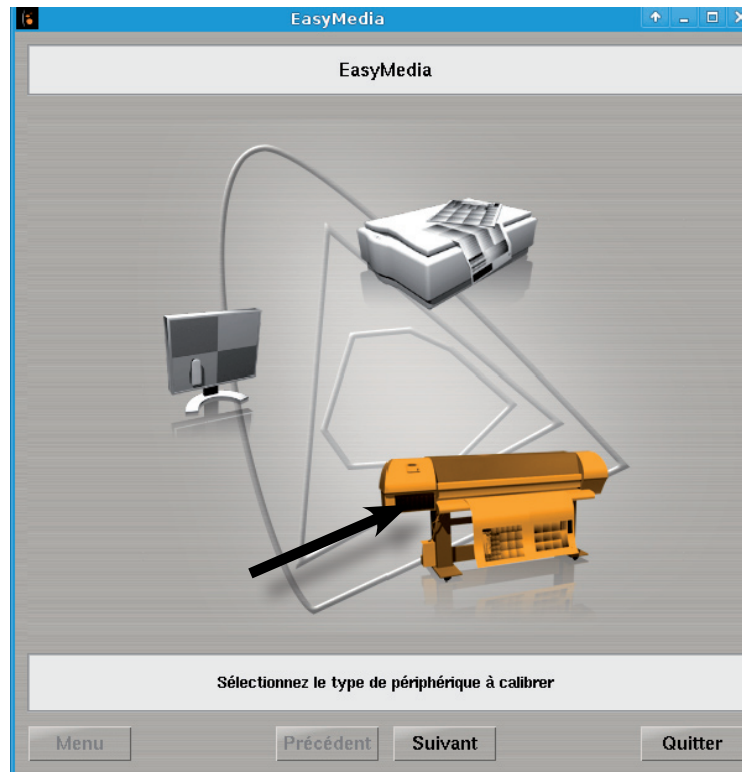 EasyMedia
EasyMedia
Sélectionnez le type de périphérique à calibrer
Menu
Précédent
Suivant
Quitter